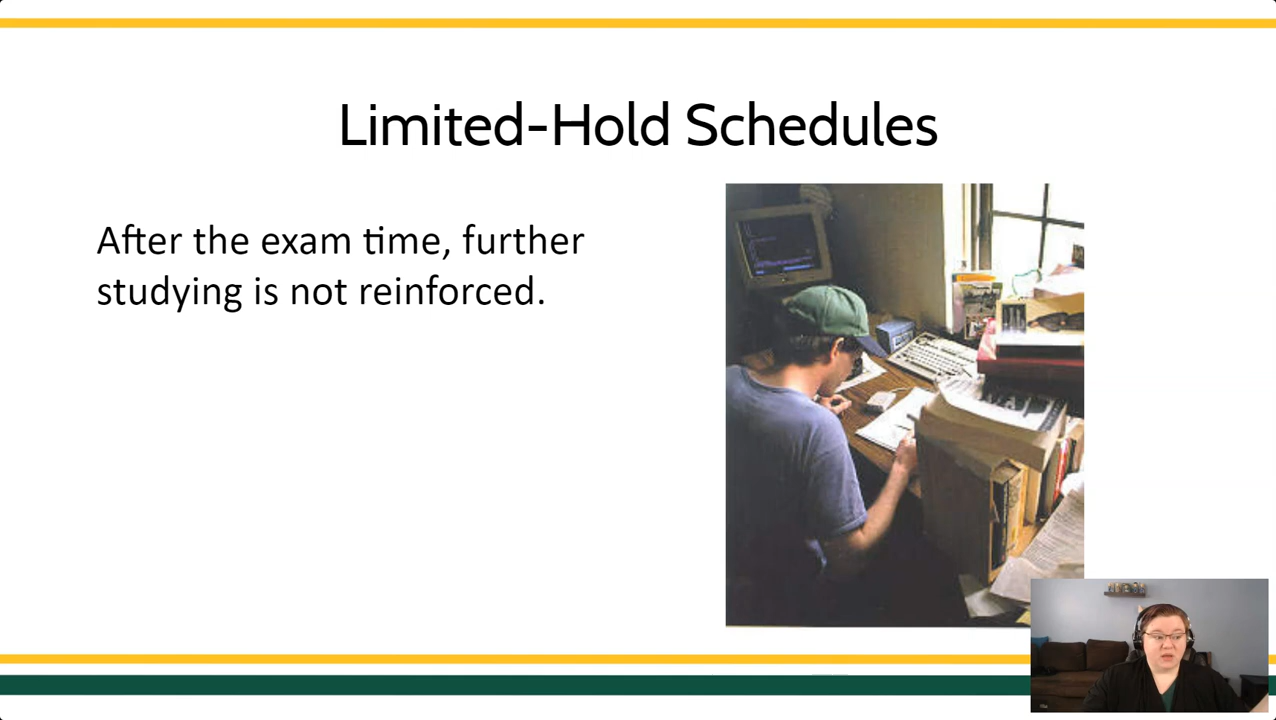 Limited-Hold Schedules
After the exam time, further
studying is not reinforced.